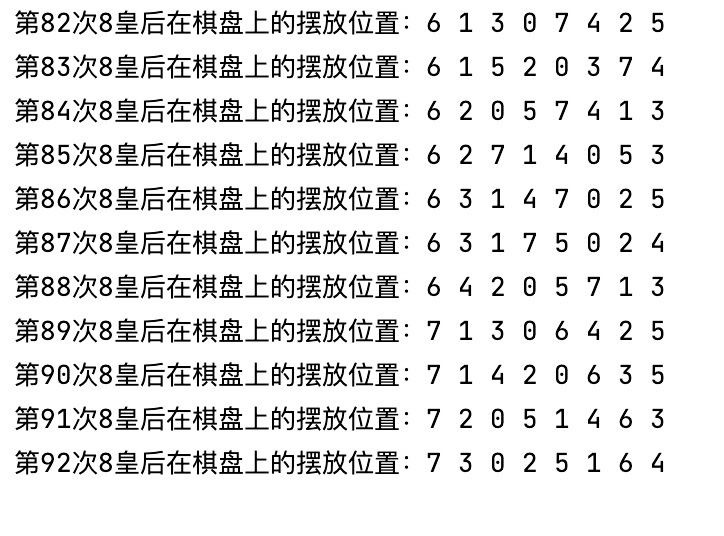 第82次8皇后在棋盘上的摆放位置: 6 1 3 0 7 4 2 5
第83次8皇后在棋盘上的摆放位置: 6 1 5 2 0 3 7 4
第84次8皇后在棋盘上的摆放位置: 6 2 0 5 7 4 1 3
第85次8皇后在棋盘上的摆放位置: 6 2 7 1 4 0 5 3
第86次8皇后在棋盘上的摆放位置: 6 3 1 4 7 0 2 5
第87次8皇后在棋盘上的摆放位置: 6 3 1 7 5 0 2 4
第88次8皇后在棋盘上的摆放位置: 6 4 2 0 5 7 1 3
第89次8皇后在棋盘上的摆放位置: 7 1 3 0 6 4 2 5
第90次8皇后在棋盘上的摆放位置: 7 1 4 2 0 6 3 5
第91次8皇后在棋盘上的摆放位置: 7 2 0 5 1 4 6 3
第92次8皇后在棋盘上的摆放位置: 7 3 0 2 5 1 6 4